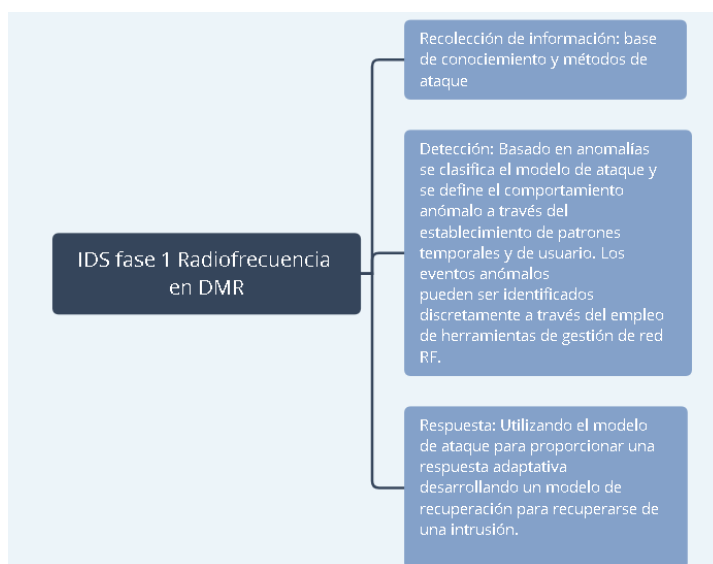 Recolección de información: base
de conociemiento y métodos de
ataque
Detección: Basado en anomalías
se clasifica el modelo de ataque y
se define el comportamiento
anómalo a través del
establecimiento de patrones
temporales y de usuario. Los
eventos anómalos
pueden ser identificados
discretamente a través del empleo
de herramientas de gestión de red
RF.
IDS fase 1 Radiofrecuencia
en DMR
Respuesta: Utilizando el modelo
de ataque para proporcionar una
respuesta adaptativa
desarrollando un modelo de
recuperación para recuperarse de
una intrusión.